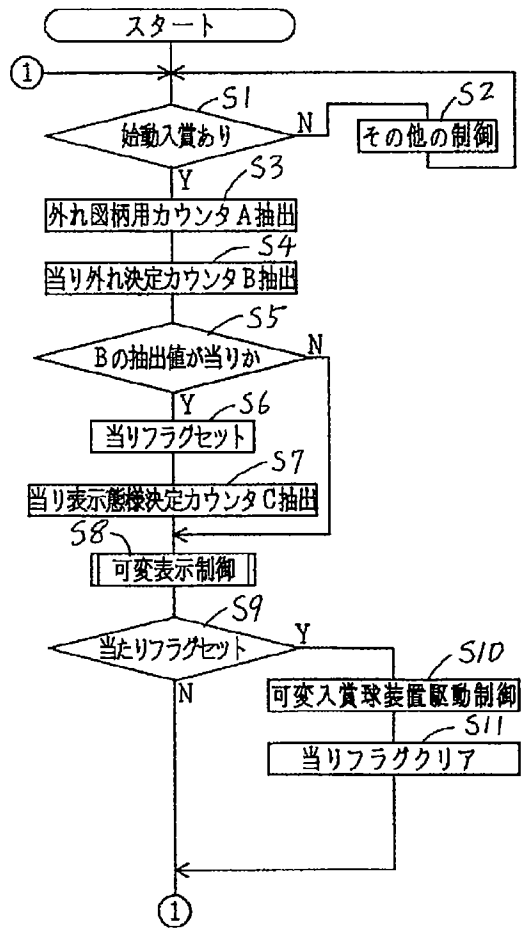 スタート
①
S1
始動入賞あり
N
S2
その他の制御
Y
S3
外れ図柄用カウンタA抽出
S4
当り外れ決定カウンタB抽出
S5
Bの抽出値が当りか
N
Y
S6
当りフラグセット
S7
当り表示態様決定カウンタC抽出
S8
可変表示制御
S9
当たりフラグセット
Y
N
S10
可変入賞球装置駆動制御
S11
当りフラグクリア
①